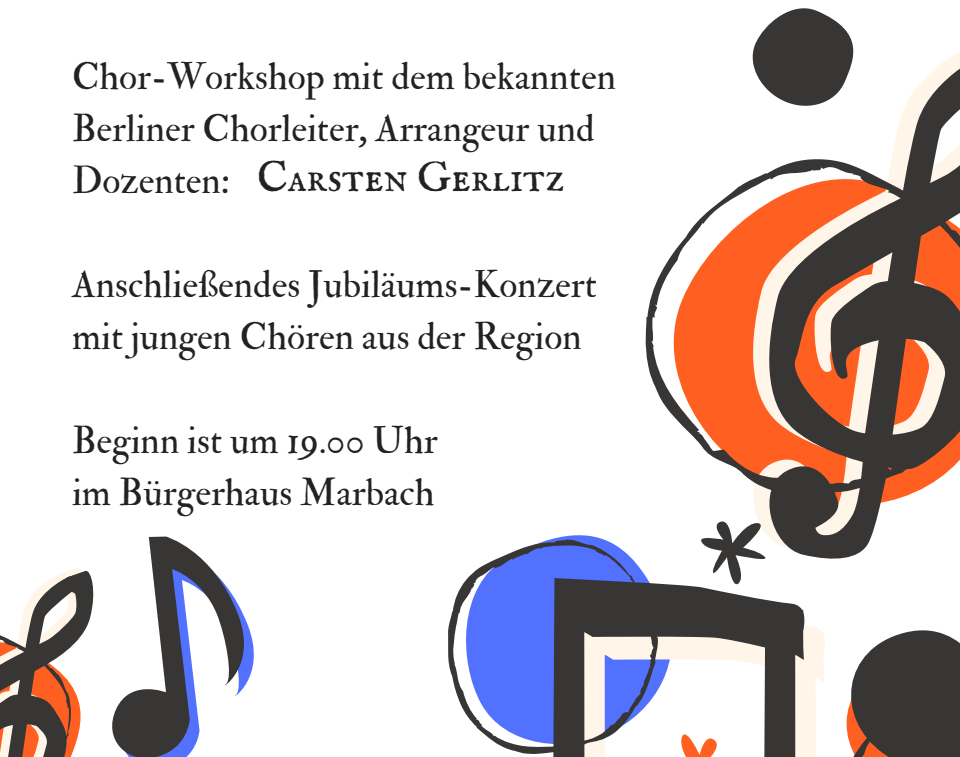 Chor-Workshop mit dem bekannten
Berliner Chorleiter, Arrangeur und
Dozenten: Carsten Gerlitz
Anschließendes Jubiläums-Konzert
mit jungen Chören aus der Region
Beginn ist um 19.00 Uhr
im Bürgerhaus Marbach